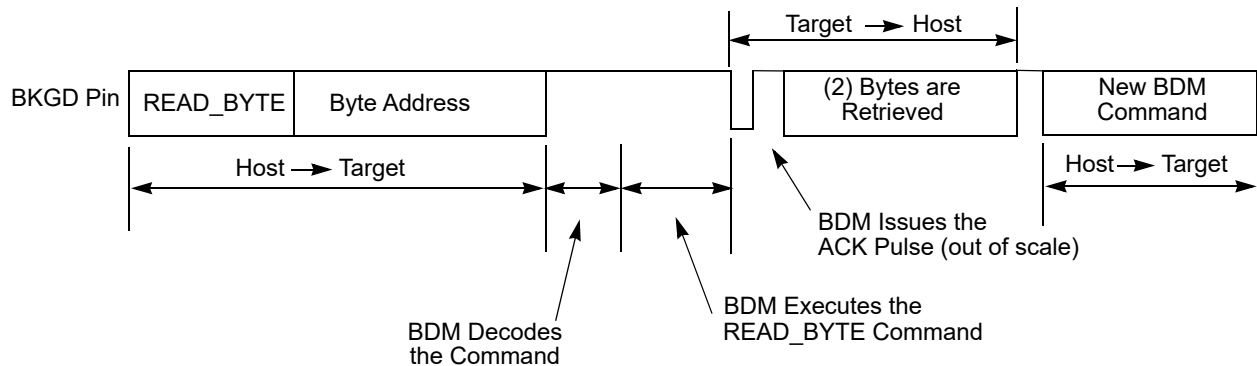 Target → Host
BKGD Pin
READ_BYTE
Byte Address
(2) Bytes are
Retrieved
New BDM
Command
Host → Target
Host → Target
BDM Issues the
ACK Pulse (out of scale)
BDM Decodes
the Command
BDM Executes the
READ_BYTE Command